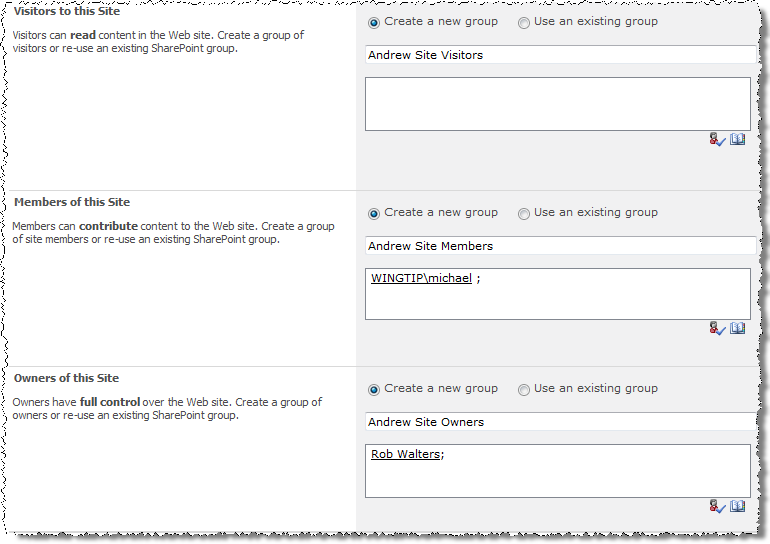 Visitors to this Site
Visitors can read content in the Web site. Create a group of
visitors or re-use an existing SharePoint group.
Create a new group Use an existing group
Andrew Site Visitors
Members of this Site
Members can contribute content to the Web site. Create a group
of site members or re-use an existing SharePoint group.
Create a new group Use an existing group
Andrew Site Members
WINGTIP\michael ;
Owners of this Site
Owners have full control over the Web site. Create a group of
owners or re-use an existing SharePoint group.
Create a new group Use an existing group
Andrew Site Owners
Rob Walters;